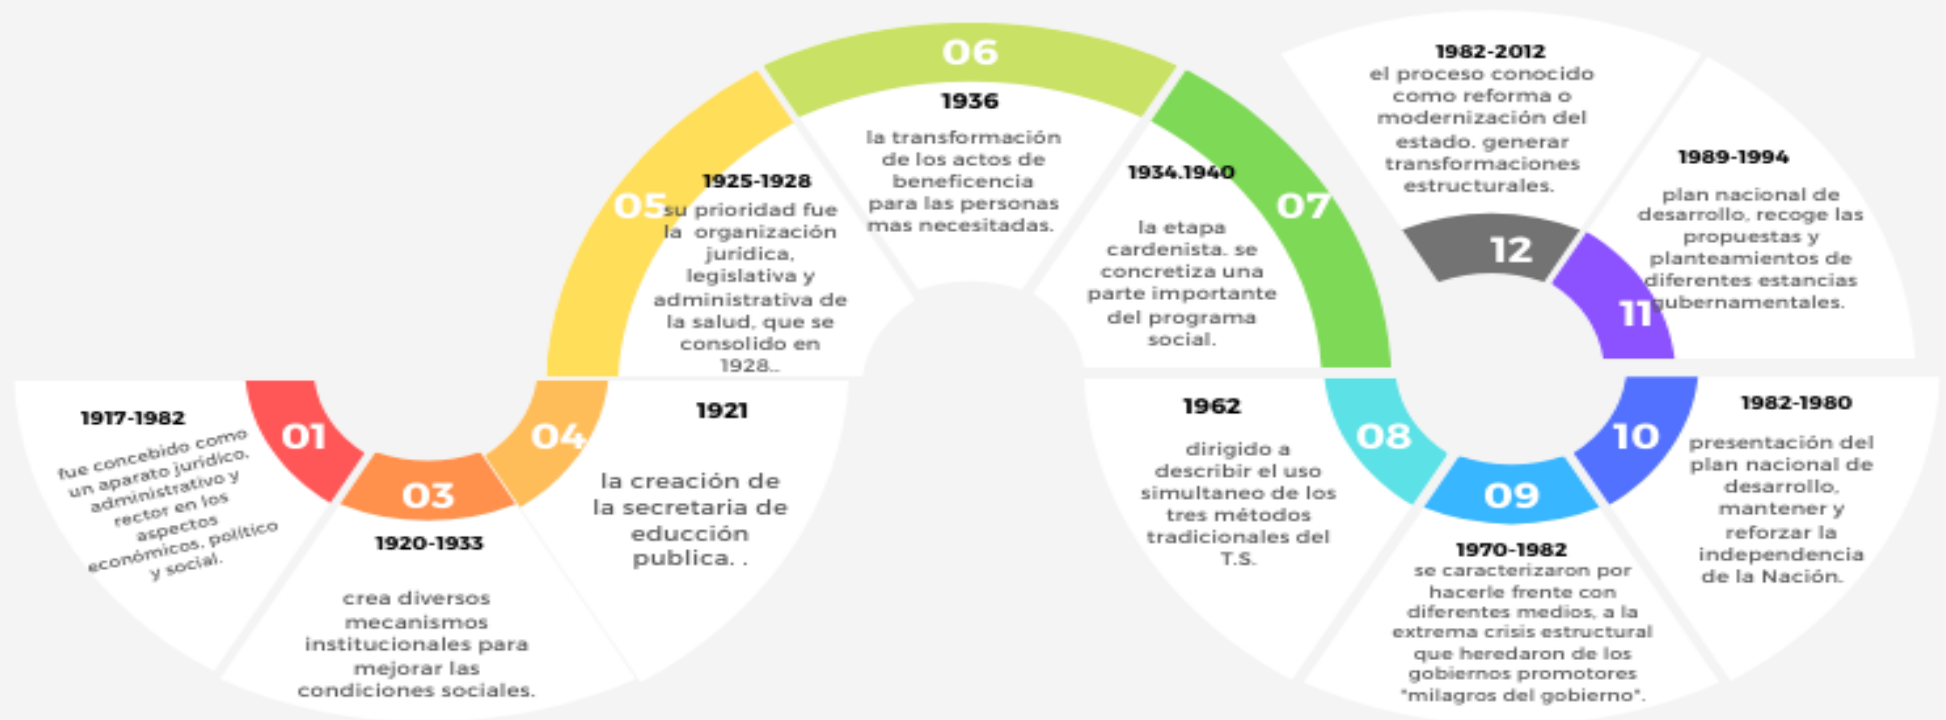 01
1917-1982
fue concebido como
un aparato jurídico,
administrativo y
rector en los
aspectos
económicos, político
y social.
03
1920-1933
crea diversos
mecanismos
institucionales para
mejorar las
condiciones sociales.
04
1921
la creación de
la secretaria de
educción
publica. .
05
1925-1928
su prioridad fue
la organización
jurídica,
legislativa y
administrativa de
la salud, que se
consolido en
1928..
06
1936
la transformación
de los actos de
beneficencia
para las personas
mas necesitadas.
07
1934.1940
la etapa
cardenista. se
concretiza una
parte importante
del programa
social.
08
1962
dirigido a
describir el uso
simultaneo de los
tres métodos
tradicionales del
T.S.
09
1970-1982
se caracterizaron por
hacerle frente con
diferentes medios, a la
extrema crisis estructural
que heredaron de los
gobiernos promotores
"milagros del gobierno".
10
1982-1980
presentación del
plan nacional de
desarrollo,
mantener y
reforzar la
independencia
de la Nación.
11
1989-1994
plan nacional de
desarrollo, recoge las
propuestas y
planteamientos de
diferentes estancias
gubernamentales.
12
1982-2012
el proceso conocido
como reforma o
modernización del
estado. generar
transformaciones
estructurales.